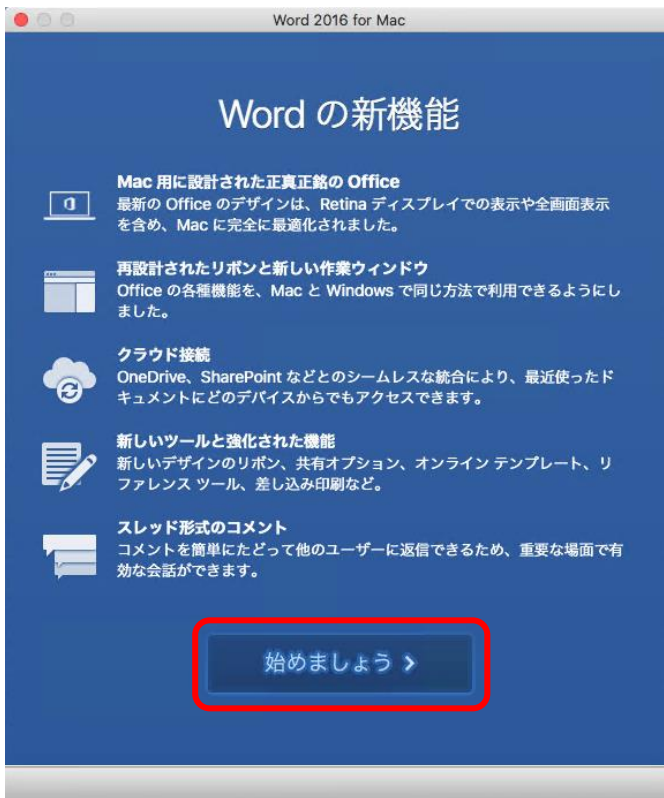 Word 2016 for Mac
Word の新機能
Mac 用に設計された正真正銘の Office
最新の Office のデザインは、Retina ディスプレイでの表示や全画面表示
を含め、Mac に完全に最適化されました。
再設計されたリボンと新しい作業ウィンドウ
Office の各種機能を、Mac と Windows で同じ方法で利用できるようにし
ました。
クラウド接続
OneDrive、SharePoint などとのシームレスな統合により、最近使ったド
キュメントにどのデバイスからでもアクセスできます。
新しいツールと強化された機能
新しいデザインのリボン、共有オプション、オンライン テンプレート、リ
ファレンス ツール、差し込み印刷など。
スレッド形式のコメント
コメントを簡単にたどって他のユーザーに返信できるため、重要な場面で有
効な会話ができます。
始めましょう >